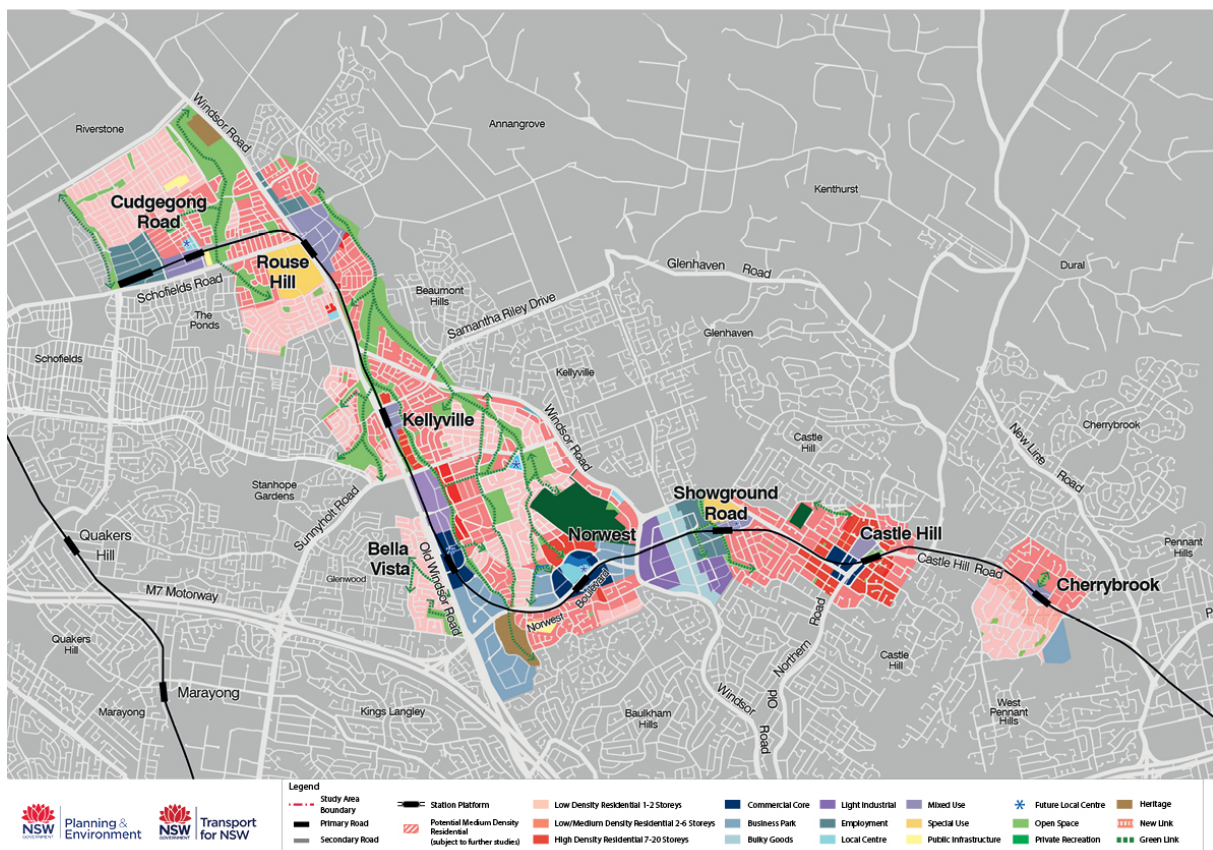 Windsor Road
Riverstone
Annangrove
Kenthurst
Cudgegong
Road
Rouse
Hill
Glenhaven Road
Dural
Schofields Road
Beaumont
Hills
Samantha Riley Drive
The
Ponds
Glenhaven
Schofields
Kellyville
Kellyville
Windsor Road
Cherrybrook
Castle
Hill
New Line Road
Stanhope
Gardens
Sunnyholt Road
Showground
Road
Quakers
Hill
Norwest
Castle Hill
Pennant
Hills
Bella
Vista
Old Windsor Road
Castle Hill Road
Cherrybrook
Glenwood
M7 Motorway
Norwest Boulevard
Quakers
Hill
Old Northern Road
Castle
Hill
Marayong
Marayong
Kings Langley
Baulkham
Hills
Windsor Road
West
Pennant
Hills
P
Legend
Study Area
Boundary
Primary Road
Secondary Road
Station Platform
Potential Medium Density
Residential
(subject to further studies)
Low Density Residential 1-2 Storeys
Low/Medium Density Residential 2-6 Storeys
High Density Residential 7-20 Storeys
Commercial Core
Business Park
Bulky Goods
Light Industrial
Employment
Local Centre
Mixed Use
Special Use
Public Infrastructure
Future Local Centre
Open Space
Private Recreation
Heritage
New Link
Green Link
NSW
GOVERNMENT
Planning &
Environment
NSW
GOVERNMENT
Transport
for NSW